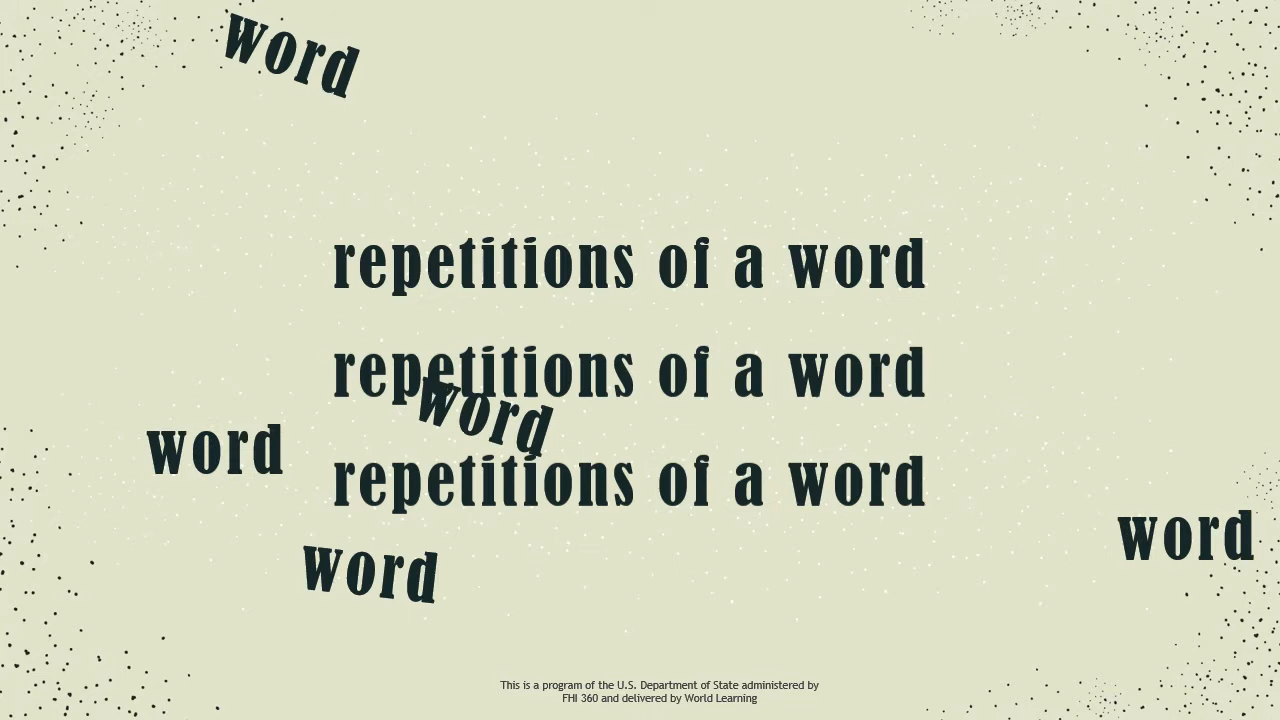 word
repetitions of a word
repetitions of a word
word
word
repetitions of a word
word
word
This is a program of the U.S. Department of State administered by
FHI 360 and delivered by World Learning